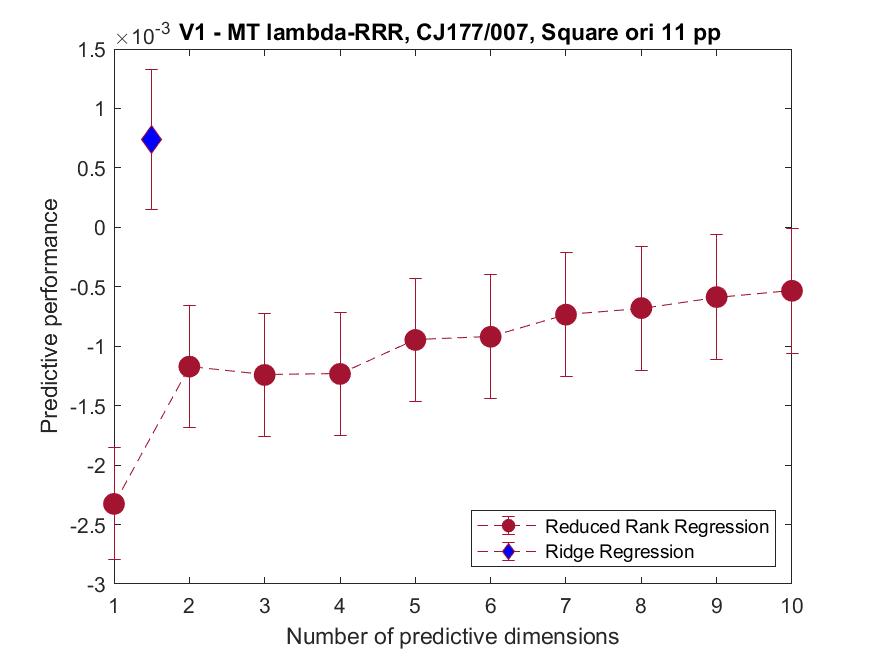 ×10-3 V1 - MT lambda-RRR, CJ177/007, Square ori 11 pp
1.5
1
0.5
0
-0.5
-1
-1.5
-2
-2.5
-3
Predictive performance
1 2 3 4 5 6 7 8 9 10
Number of predictive dimensions
Reduced Rank Regression
Ridge Regression